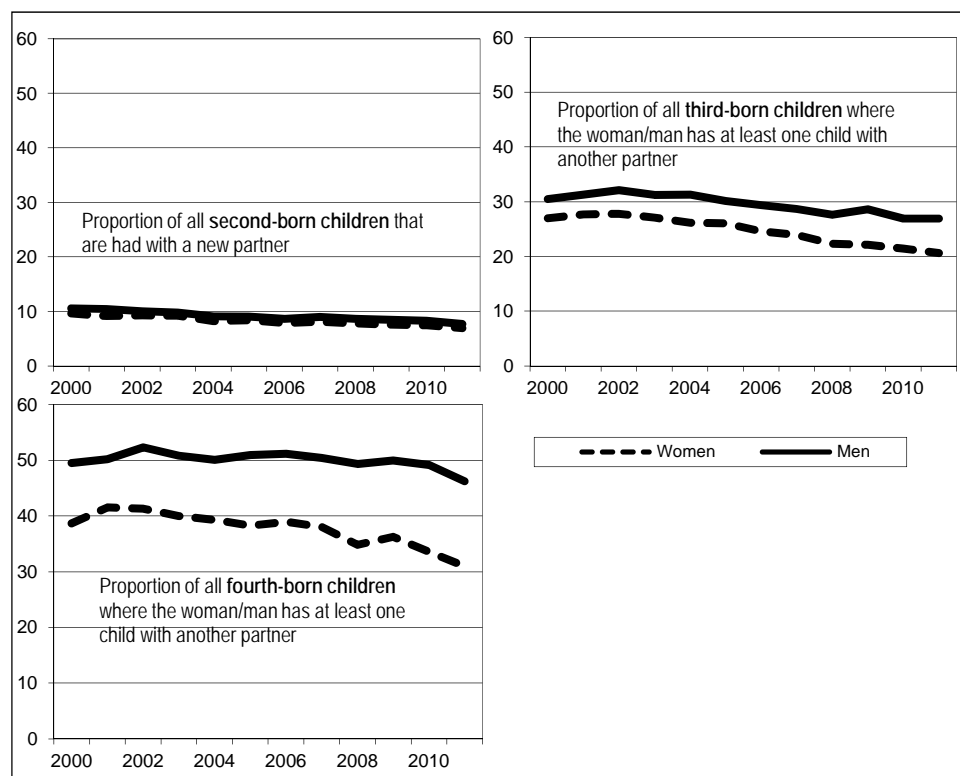 60
50
40
30
20
10
0
Proportion of all second-born children that
are had with a new partner
2000 2002 2004 2006 2008 2010
60
50
40
30
20
10
0
Proportion of all third-born children where
the woman/man has at least one child with
another partner
2000 2002 2004 2006 2008 2010
60
50
40
30
20
10
0
Proportion of all fourth-born children
where the woman/man has at least one
child with another partner
2000 2002 2004 2006 2008 2010
Women Men